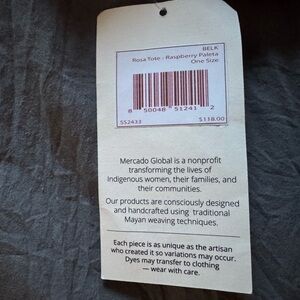 BELK
Rosa Tote - Raspberry Paleta
One Size
8 50048 51241 2
SS2433 $118.00
Mercado Global is a nonprofit
transforming the lives of
Indigenous women, their families, and
their communities.
Our products are consciously designed
and handcrafted using traditional
Mayan weaving techniques.
Each piece is as unique as the artisan
who created it so variations may occur.
Dyes may transfer to clothing
— wear with care.